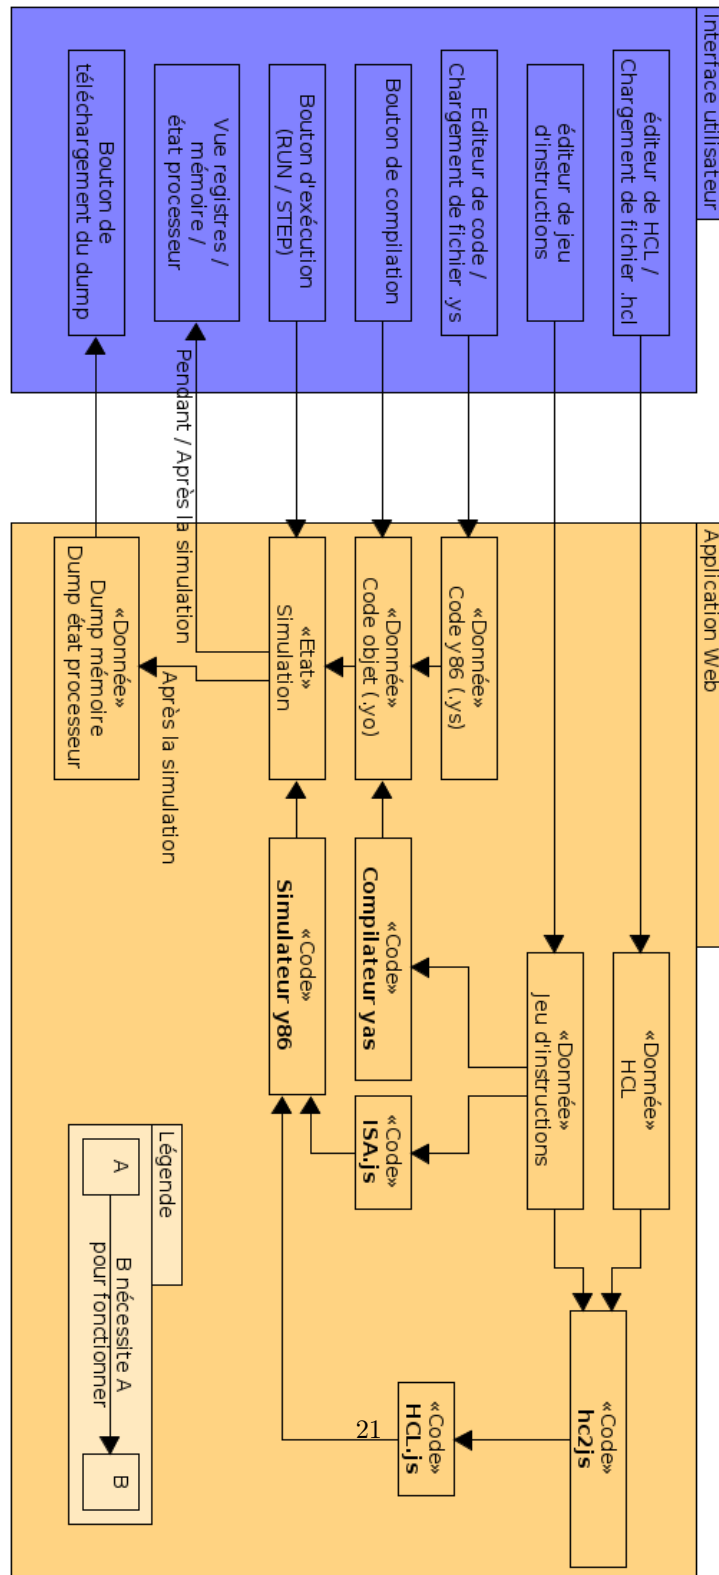 Interface utilisateur
éditeur de HCL /
Chargement de fichier .hcl
éditeur de jeu
d'instructions
Editeur de code /
Chargement de fichier .ys
Bouton de compilation
Bouton d'exécution
(RUN / STEP)
Vue registres /
mémoire /
état processeur
Bouton de
téléchargement du dump
Pendant / Après la simulation
Application Web
«Donnée»
HCL
«Donnée»
Jeu d'instructions
«Donnée»
Code y86 (.ys)
«Donnée»
Code objet (.yo)
«Etat»
Simulation
Après la simulation
«Donnée»
Dump mémoire
Dump état processeur
«Code»
Compilateur yas
«Code»
Simulateur y86
«Code»
ISA.js
«Code»
hc2js
«Code»
HCL.js
Légende
A
B nécessite A
pour fonctionner
B
21